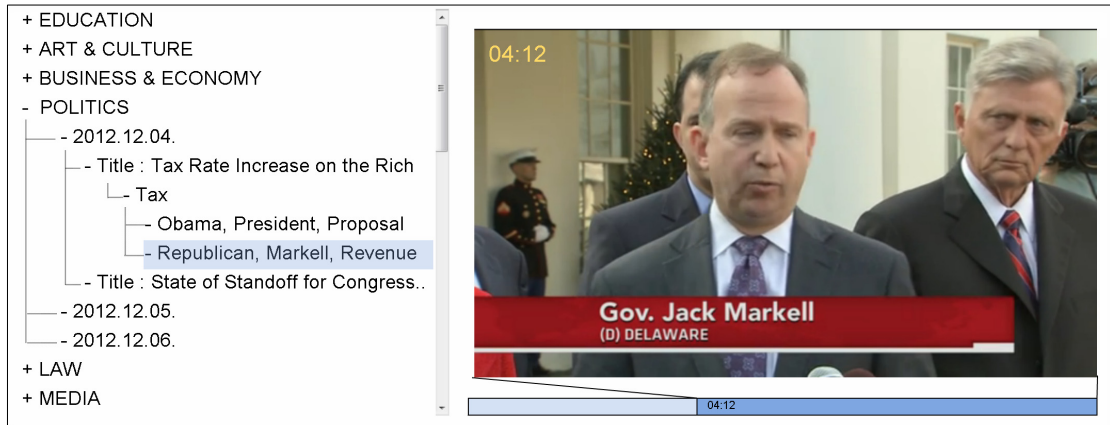 + EDUCATION
+ ART & CULTURE
+ BUSINESS & ECONOMY
- POLITICS
- 2012.12.04.
- Title : Tax Rate Increase on the Rich
- Tax
- Obama, President, Proposal
- Republican, Markell, Revenue
- Title : State of Standoff for Congress..
- 2012.12.05.
- 2012.12.06.
+ LAW
+ MEDIA
04:12
Gov. Jack Markell
(D) DELAWARE
04:12